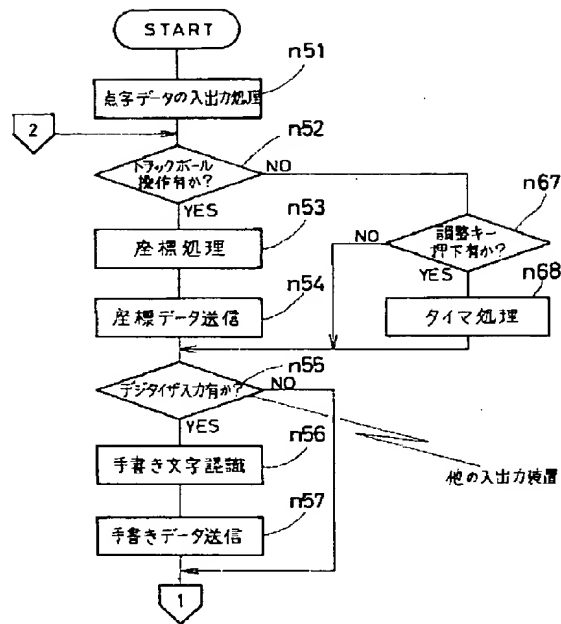 START
n51
点字データの入出力処理
2
n52
トラックボール
操作有か?
NO
YES
n53
座標処理
n67
調整キー
押下有か?
NO
YES
n54
座標データ送信
n68
タイマ処理
n55
デジタイザ入力有か?
NO
YES
n56
手書き文字認識
他の入出力装置
n57
手書きデータ送信
1